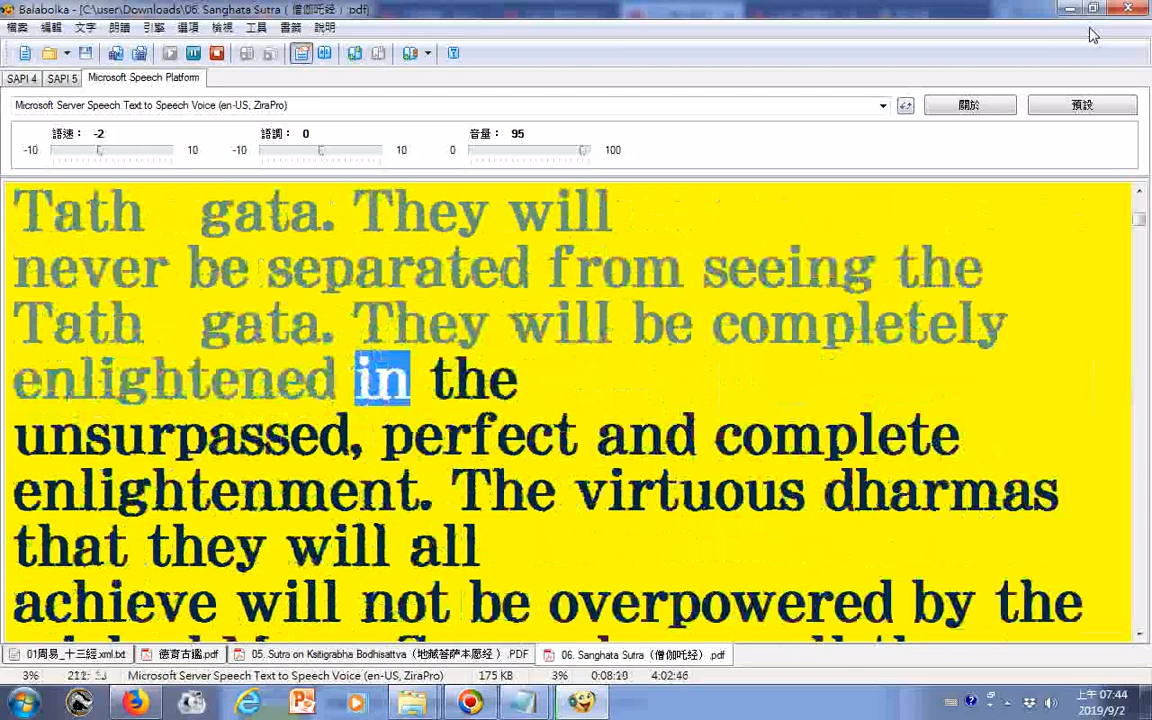 Balabolka - [C:\user\Downloads\06. Sanghata Sutra（僧伽吒经）.pdf]
檔案 編輯 文字 朗讀 引擎 選項 檢視 工具 書籤 說明
SAPI 4 SAPI 5 Microsoft Speech Platform
Microsoft Server Speech Text to Speech Voice (en-US, ZiraPro) 關於 預設
語速： -2 語調： 0 音量： 95
-10 10 -10 10 0 100
Tath gata. They will
never be separated from seeing the
Tath gata. They will be completely
enlightened in the
unsurpassed, perfect and complete
enlightenment. The virtuous dharmas
that they will all
achieve will not be overpowered by the
01周易_十三經.xml.txt 德育古鑑.pdf 05. Sutra on Ksitigrabha Bodhisattva（地藏菩萨本愿经）.PDF 06. Sanghata Sutra（僧伽吒经）.pdf
3% Microsoft Server Speech Text to Speech Voice (en-US, ZiraPro) 175 KB 3% 0:08:19 4:02:46
上午 07:44
2019/9/2